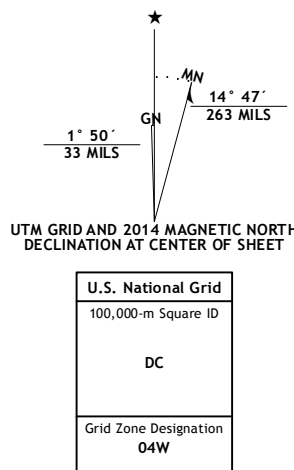 ★
MN
GN
14° 47´
263 MILS
1° 50´
33 MILS
UTM GRID AND 2014 MAGNETIC NORTH
DECLINATION AT CENTER OF SHEET
U.S. National Grid
100,000-m Square ID
DC
Grid Zone Designation
04W